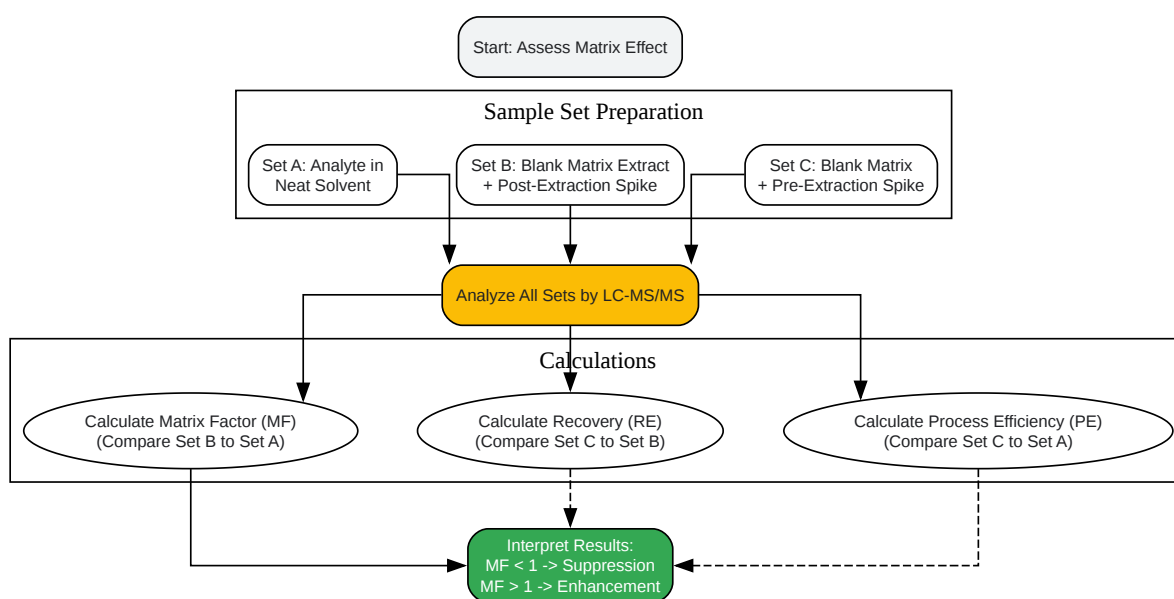 Start: Assess Matrix Effect
Sample Set Preparation
Set A: Analyte in
Neat Solvent
Set B: Blank Matrix Extract
+ Post-Extraction Spike
Set C: Blank Matrix
+ Pre-Extraction Spike
Analyze All Sets by LC-MS/MS
Calculations
Calculate Matrix Factor (MF)
(Compare Set B to Set A)
Calculate Recovery (RE)
(Compare Set C to Set B)
Calculate Process Efficiency (PE)
(Compare Set C to Set A)
Interpret Results:
MF < 1 -> Suppression
MF > 1 -> Enhancement